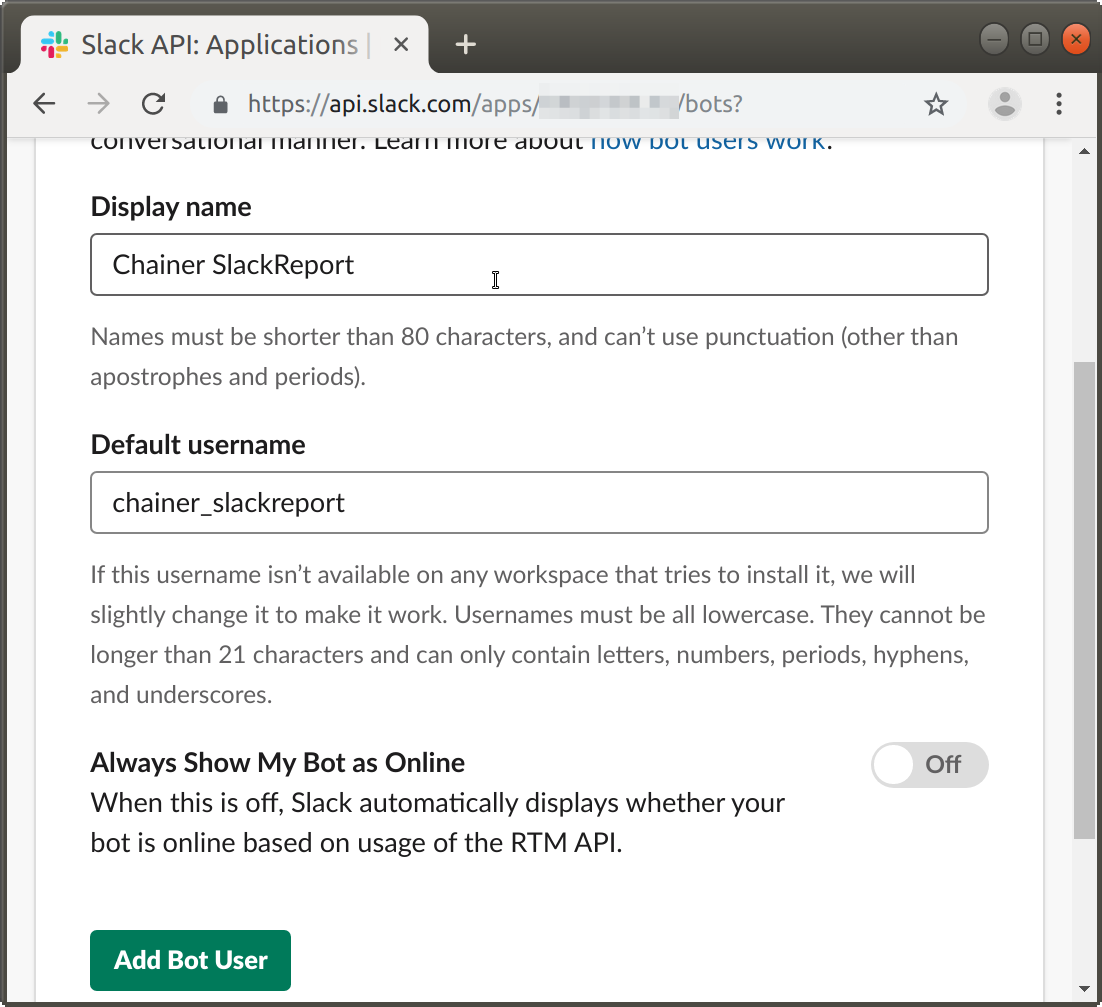 Slack API: Applications |
https://api.slack.com/apps/ /bots?
conversational manner. Learn more about how bot users work.
Display name
Chainer SlackReport
Names must be shorter than 80 characters, and can’t use punctuation (other than
apostrophes and periods).
Default username
chainer_slackreport
If this username isn’t available on any workspace that tries to install it, we will
slightly change it to make it work. Usernames must be all lowercase. They cannot be
longer than 21 characters and can only contain letters, numbers, periods, hyphens,
and underscores.
Always Show My Bot as Online
Off
When this is off, Slack automatically displays whether your
bot is online based on usage of the RTM API.
Add Bot User